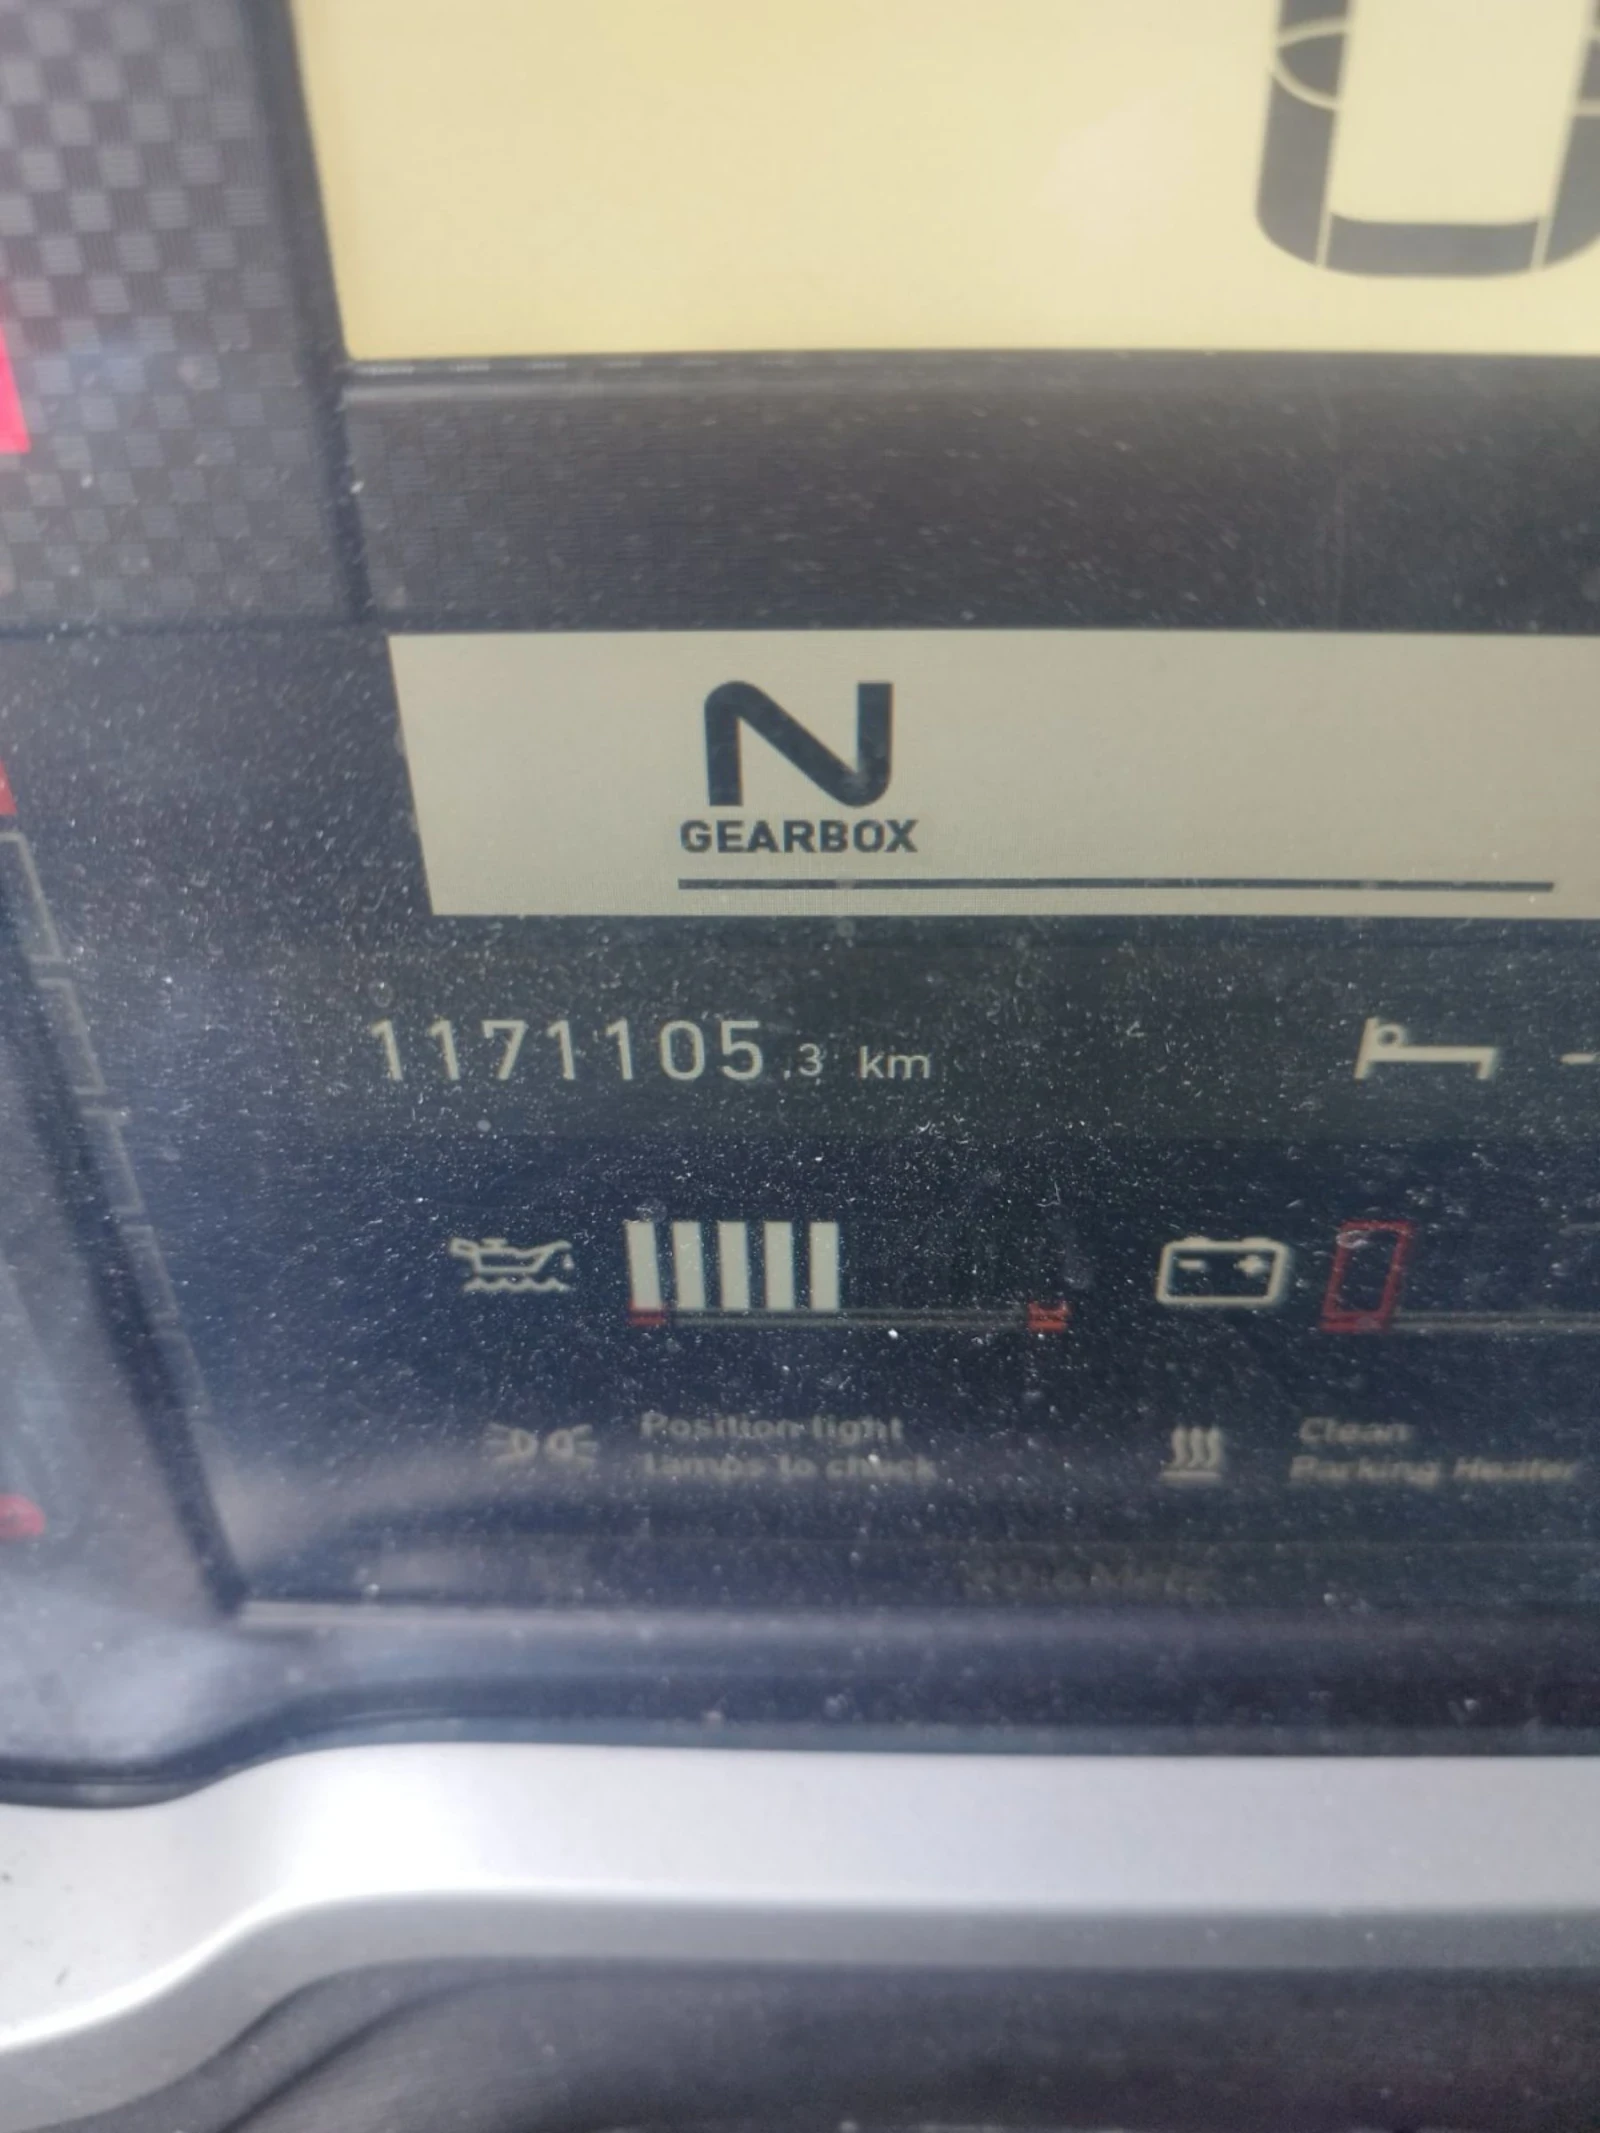 N
GEARBOX
1171105.3 km
Position light
lamps to check
Clean
Parking Heater